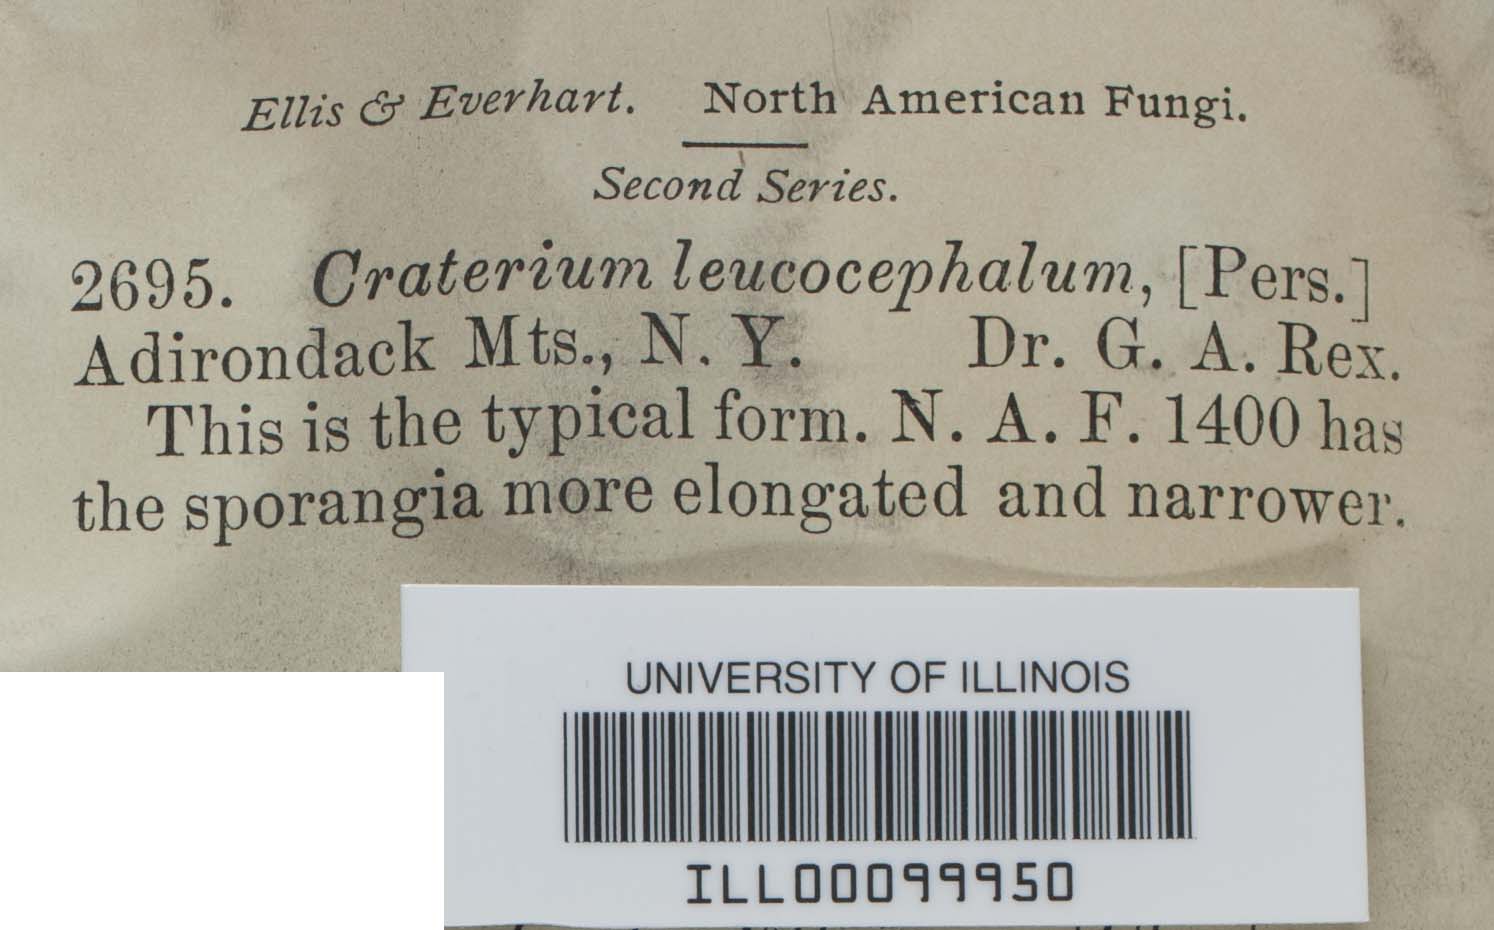 Ellis & Everhart. North American Fungi.
Second Series.
2695. Craterium leucocephalum, [Pers.]
Adirondack Mts., N. Y. Dr. G. A. Rex.
This is the typical form. N. A. F. 1400 has
the sporangia more elongated and narrower.
UNIVERSITY OF ILLINOIS
ILL00099950